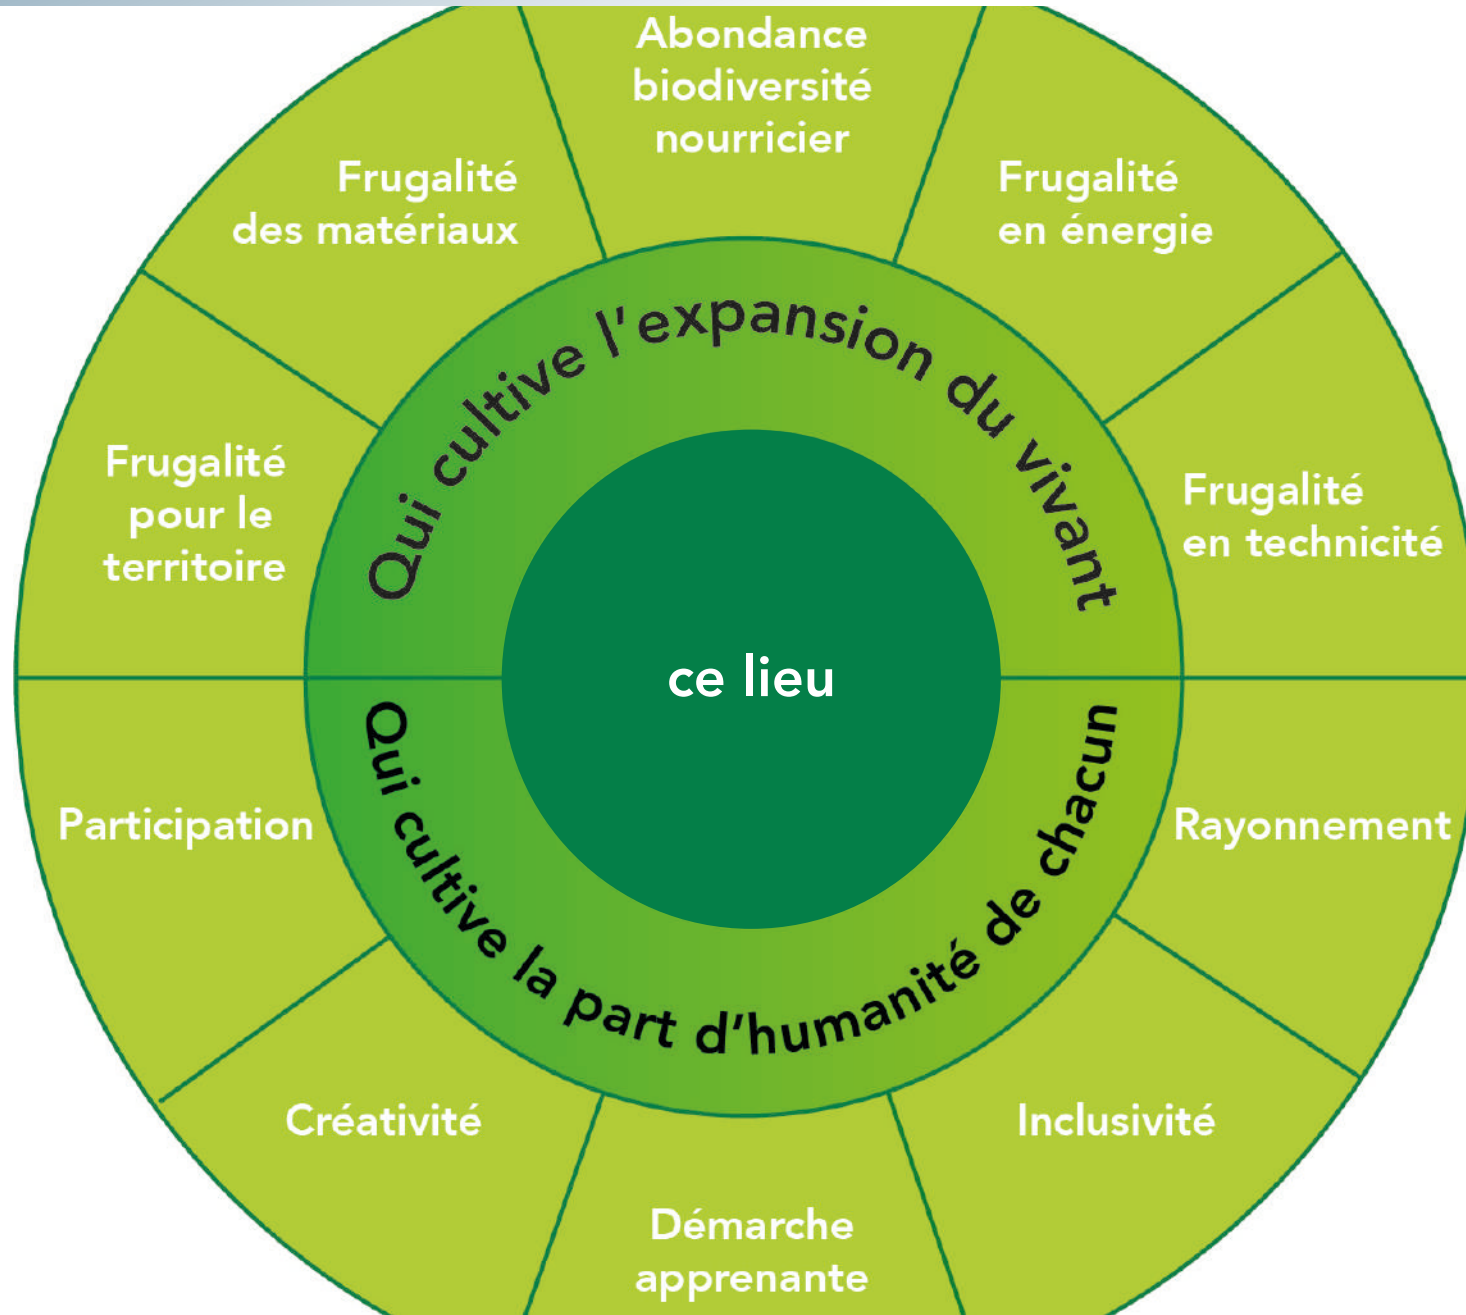 Abondance
biodiversité
nourricier
Frugalité
des matériaux
Frugalité
en énergie
Qui cultive l'expansion du vivant
Frugalité
pour le
territoire
Frugalité
en technicité
ce lieu
Participation
Rayonnement
Qui cultive la part d'humanité de chacun
Créativité
Inclusivité
Démarche
apprenante